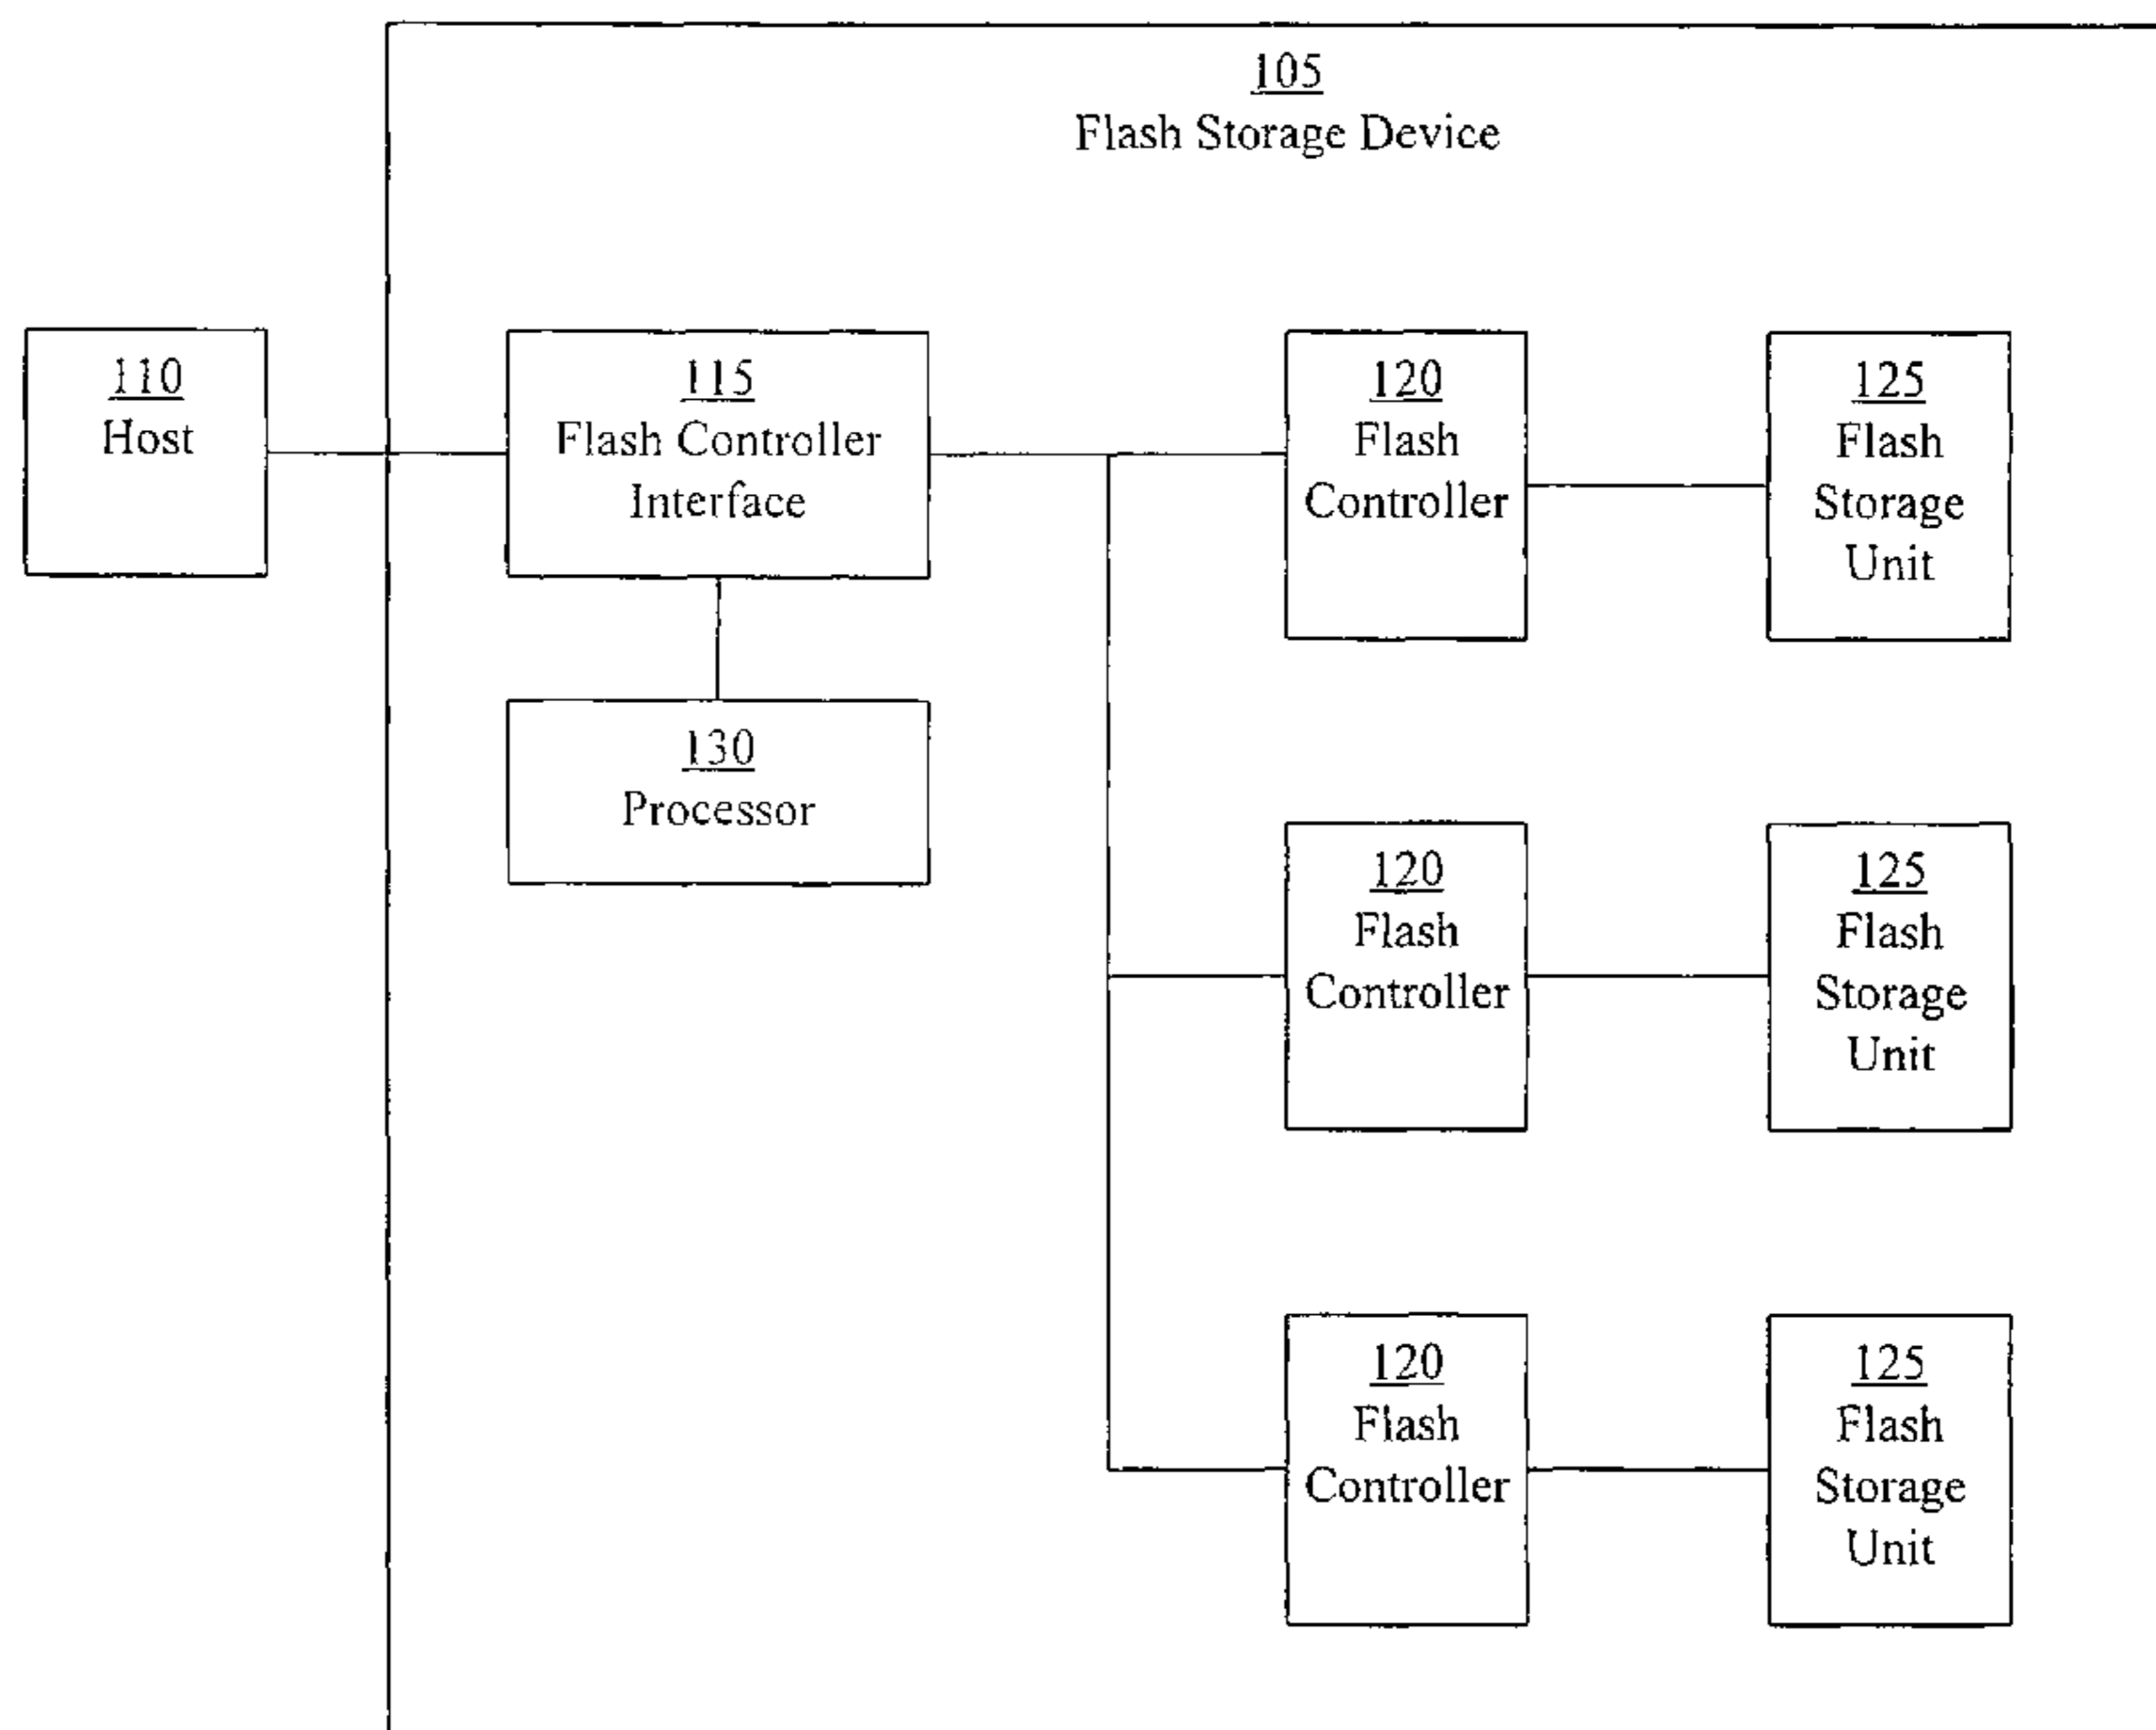 105
Flash Storage Device
110
Host
115
Flash Controller
Interface
120
Flash
Controller
125
Flash
Storage
Unit
130
Processor
120
Flash
Controller
125
Flash
Storage
Unit
120
Flash
Controller
125
Flash
Storage
Unit